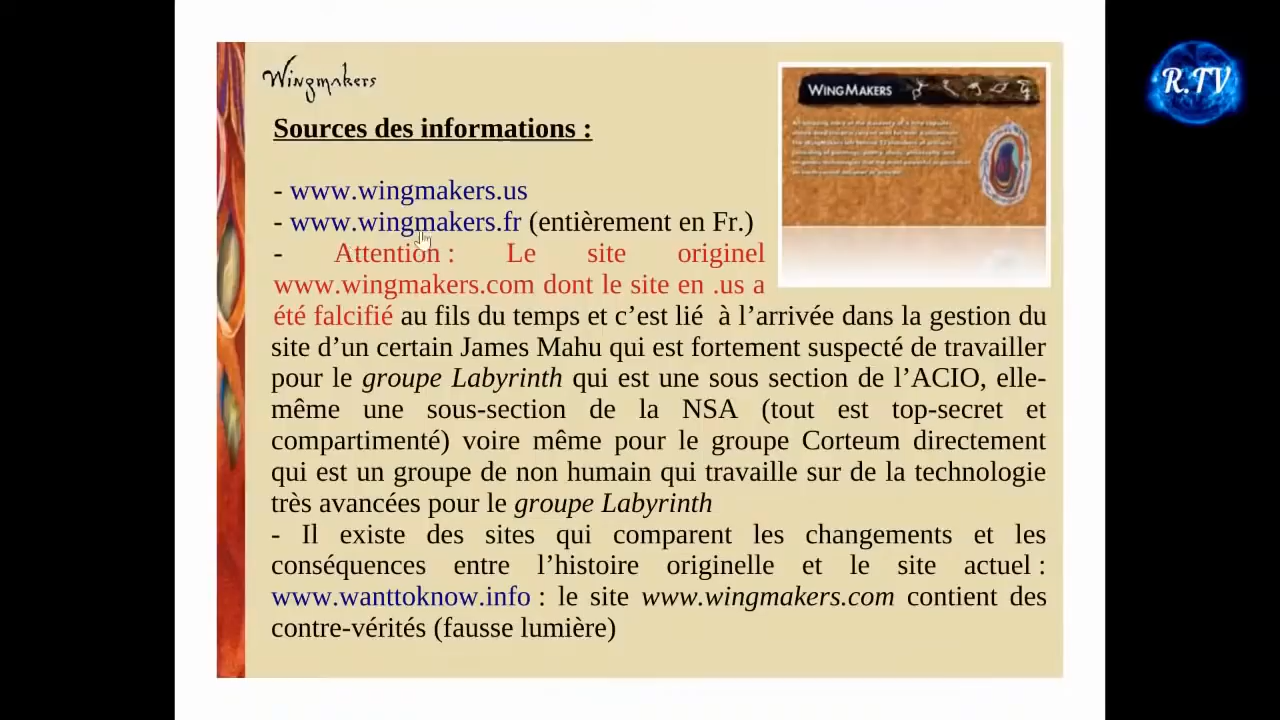 Wingmakers
WINGMAKERS
R.TV
Sources des informations :
- www.wingmakers.us
- www.wingmakers.fr (entièrement en Fr.)
- Attention : Le site originel
www.wingmakers.com dont le site en .us a
été falcifié au fils du temps et c’est lié à l’arrivée dans la gestion du
site d’un certain James Mahu qui est fortement suspecté de travailler
pour le groupe Labyrinth qui est une sous section de l’ACIO, elle-
même une sous-section de la NSA (tout est top-secret et
compartimenté) voire même pour le groupe Corteum directement
qui est un groupe de non humain qui travaille sur de la technologie
très avancées pour le groupe Labyrinth
- Il existe des sites qui comparent les changements et les
conséquences entre l’histoire originelle et le site actuel :
www.wanttoknow.info : le site www.wingmakers.com contient des
contre-vérités (fausse lumière)